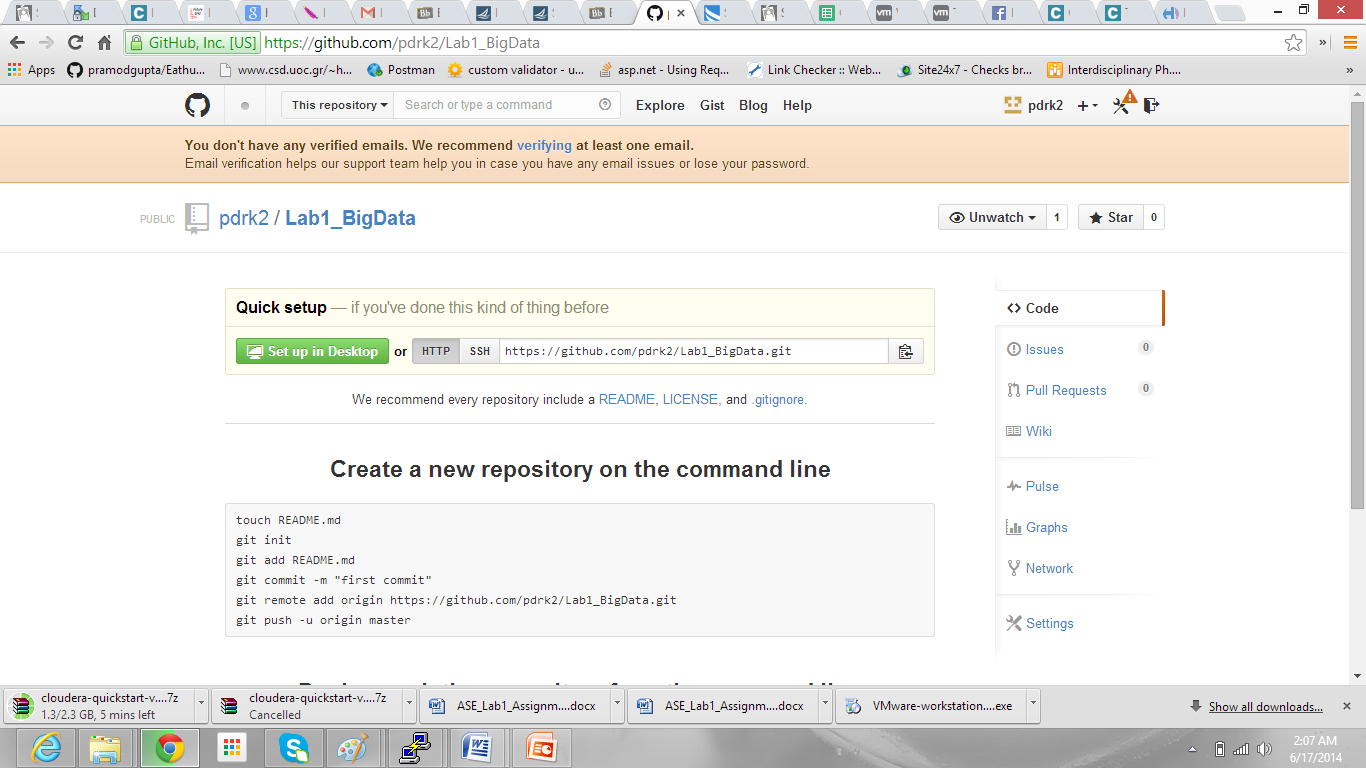 GitHub, Inc. [US] https://github.com/pdrk2/Lab1_BigData
Apps pramodgupta/Eathu... www.csd.uoc.gr/~h... Postman custom validator - u... asp.net - Using Req... Link Checker :: Web... Site24x7 - Checks br... Interdisciplinary Ph.... »
This repository Search or type a command Explore Gist Blog Help pdrk2
You don't have any verified emails. We recommend verifying at least one email.
Email verification helps our support team help you in case you have any email issues or lose your password.
PUBLIC pdrk2 / Lab1_BigData Unwatch 1 Star 0
Quick setup — if you've done this kind of thing before
Set up in Desktop or HTTP SSH https://github.com/pdrk2/Lab1_BigData.git
We recommend every repository include a README, LICENSE, and .gitignore.
Create a new repository on the command line
touch README.md
git init
git add README.md
git commit -m "first commit"
git remote add origin https://github.com/pdrk2/Lab1_BigData.git
git push -u origin master
Code
Issues 0
Pull Requests 0
Wiki
Pulse
Graphs
Network
Settings
cloudera-quickstart-v....7z
1.3/2.3 GB, 5 mins left
cloudera-quickstart-v....7z
Cancelled
ASE_Lab1_Assignm....docx
ASE_Lab1_Assignm....docx
VMware-workstation....exe
Show all downloads...
2:07 AM
6/17/2014